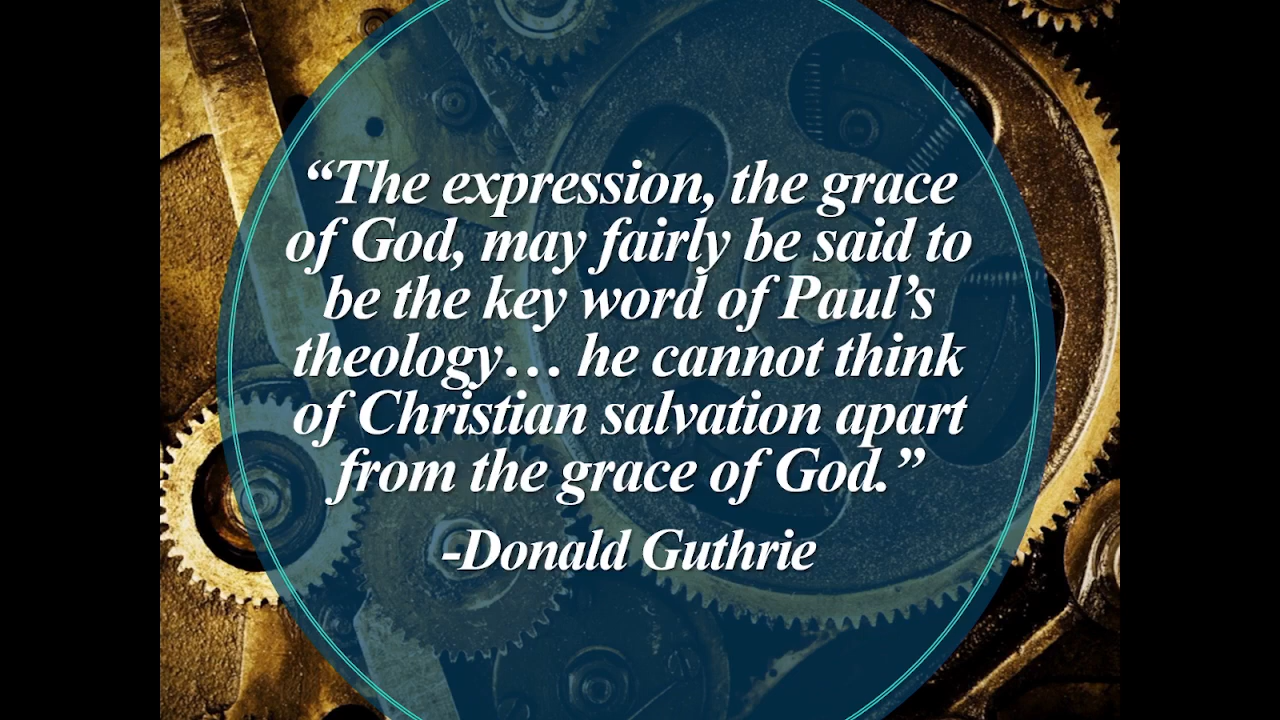 “The expression, the grace
of God, may fairly be said to
be the key word of Paul’s
theology… he cannot think
of Christian salvation apart
from the grace of God.”
-Donald Guthrie